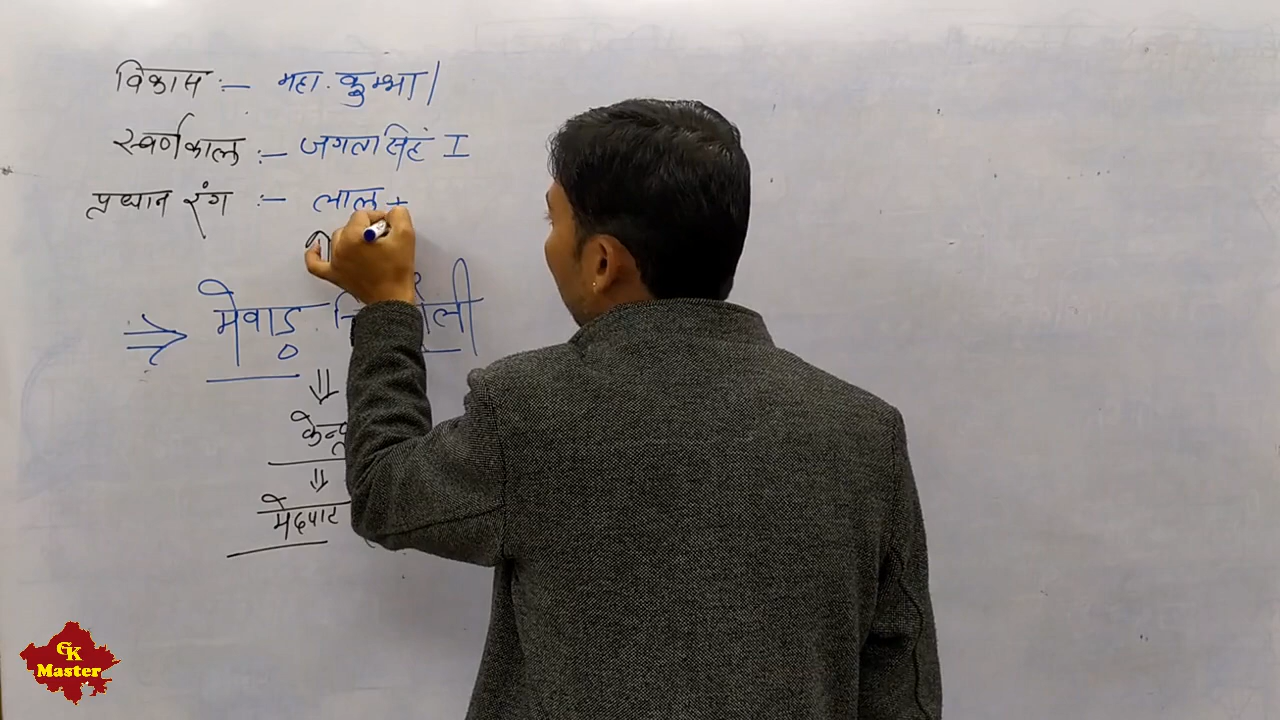 विकास :- महा. कुम्भा |
स्वर्णकाल :- जगतसिंह I
प्रधान रंग :- लाल +
⇒ मेवाड़
⇓
⇓
मेदपाट
GK
Master